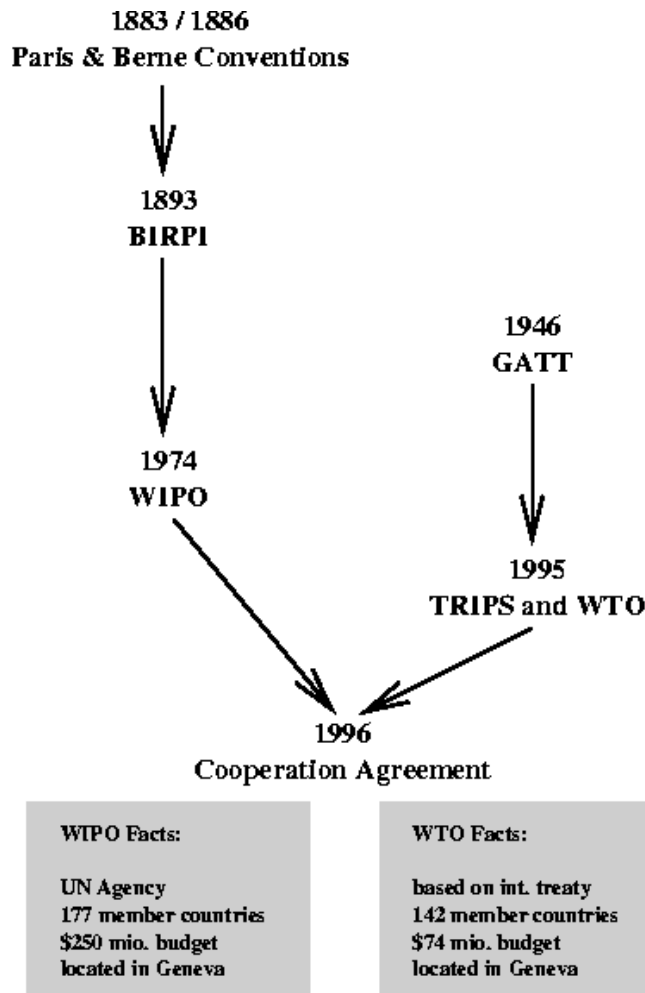 1883 / 1886
Paris & Berne Conventions
1893
BIRPI
1946
GATT
1974
WIPO
1995
TRIPS and WTO
1996
Cooperation Agreement
WIPO Facts:
UN Agency
177 member countries
$250 mio. budget
located in Geneva
WTO Facts:
based on int. treaty
142 member countries
$74 mio. budget
located in Geneva